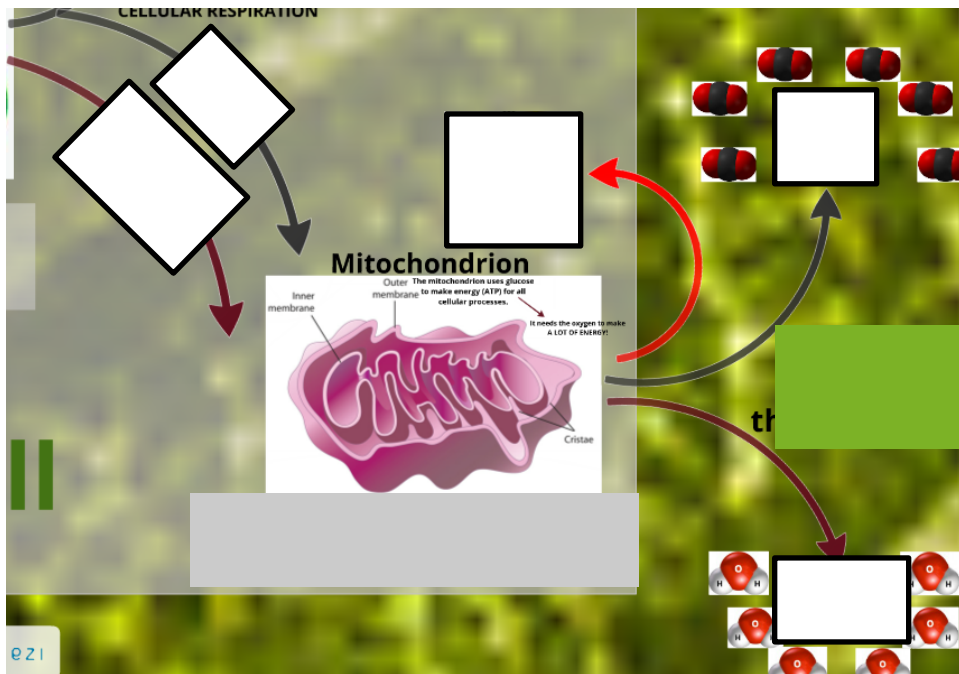 CELLULAR RESPIRATION
Mitochondrion
The mitochondrion uses glucose
to make energy (ATP) for all
cellular processes.
It needs the oxygen to make
A LOT OF ENERGY!
Outer
membrane
Inner
membrane
Cristae
th
O
H
H
O
H
O
H
H
O
H
O
O
ezi